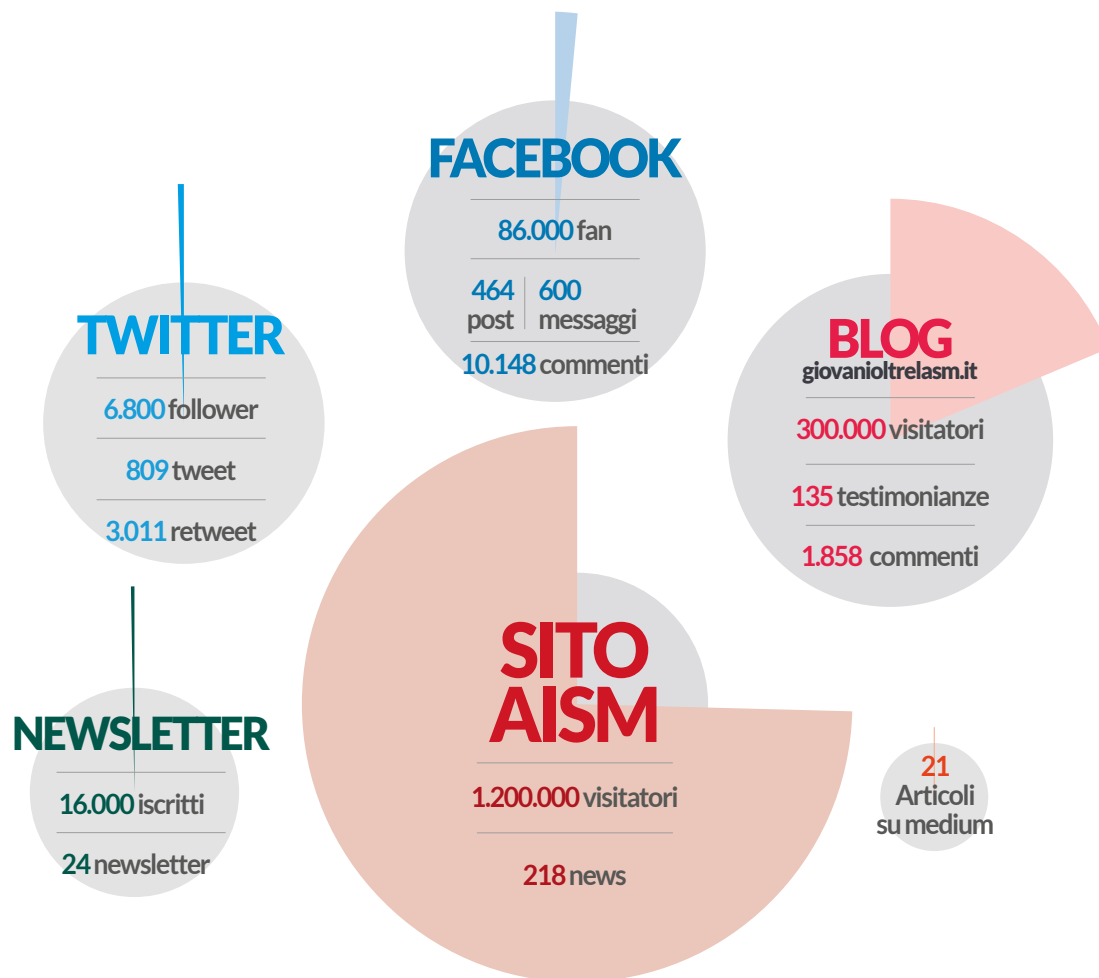 FACEBOOK
86.000 fan
464 post
600 messaggi
10.148 commenti
TWITTER
6.800 follower
809 tweet
3.011 retweet
BLOG
giovanioltrelasm.it
300.000 visitatori
135 testimonianze
1.858 commenti
SITO
AISM
1.200.000 visitatori
218 news
NEWSLETTER
16.000 iscritti
24 newsletter
21
Articoli
su medium